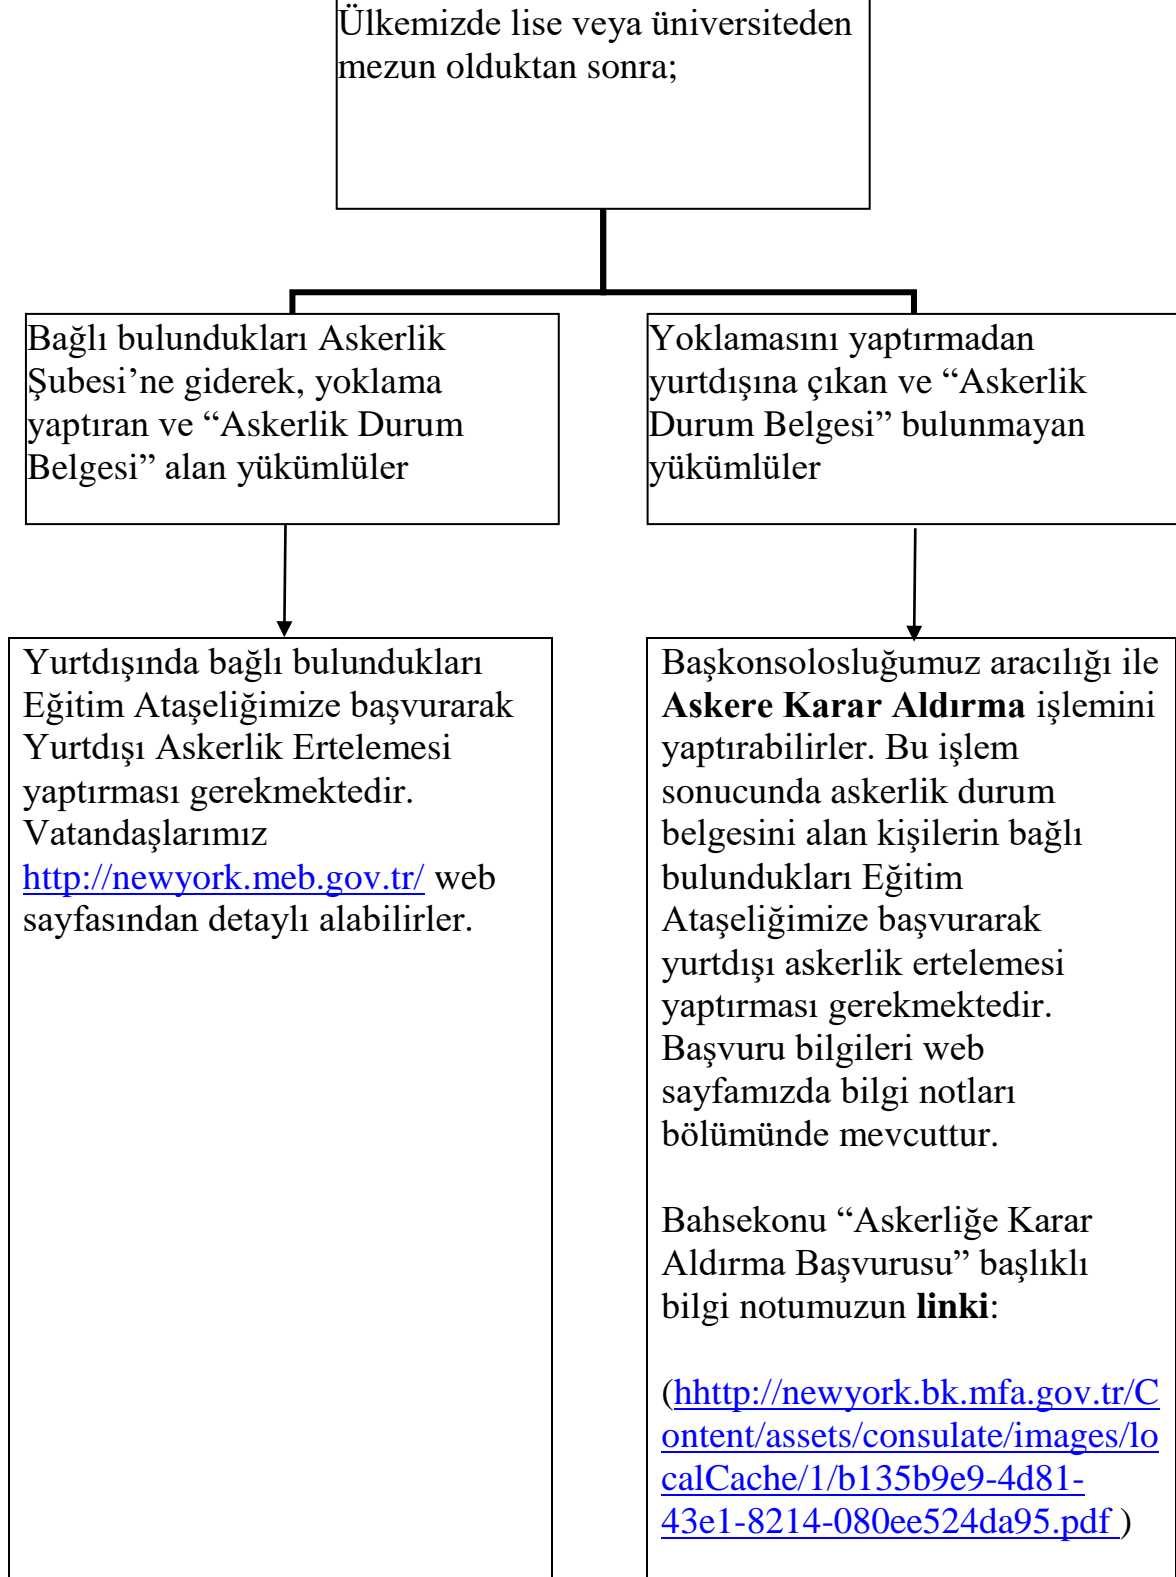 Ülkemizde lise veya üniversiteden
mezun olduktan sonra;
Bağlı bulundukları Askerlik
Şubesi’ne giderek, yoklama
yaptıran ve “Askerlik Durum
Belgesi” alan yükümlüler
Yoklamasını yaptırmadan
yurtdışına çıkan ve “Askerlik
Durum Belgesi” bulunmayan
yükümlüler
Yurtdışında bağlı bulundukları
Eğitim Ataşeliğimize başvurarak
Yurtdışı Askerlik Ertelemesi
yaptırması gerekmektedir.
Vatandaşlarımız
http://newyork.meb.gov.tr/ web
sayfasından detaylı alabilirler.
Başkonsolosluğumuz aracılığı ile
Askere Karar Aldırma işlemini
yaptırabilirler. Bu işlem
sonucunda askerlik durum
belgesini alan kişilerin bağlı
bulundukları Eğitim
Ataşeliğimize başvurarak
yurtdışı askerlik ertelemesi
yaptırması gerekmektedir.
Başvuru bilgileri web
sayfamızda bilgi notları
bölümünde mevcuttur.
Bahsekonu “Askerliğe Karar
Aldırma Başvurusu” başlıklı
bilgi notumuzun linki:
(hhttp://newyork.bk.mfa.gov.tr/C
ontent/assets/consulate/images/lo
calCache/1/b135b9e9-4d81-
43e1-8214-080ee524da95.pdf )